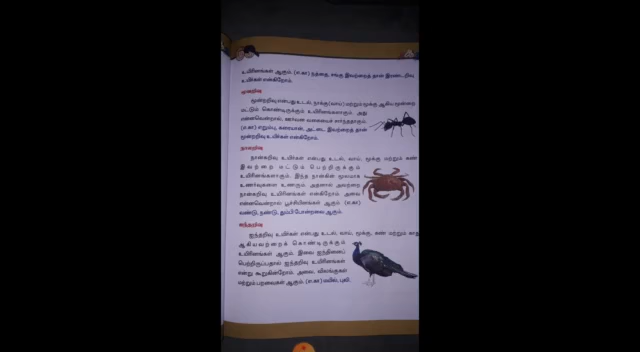 உயிரினங்கள் ஆகும். (எ.கா) நத்தை, சங்கு இவற்றைத் தான் இரண்டறிவு
உயிர்கள் என்கிறோம்.
மூவறிவு
மூன்றறிவு என்பது உடல், நாக்கு (வாய்) மற்றும் மூக்கு ஆகிய மூன்றை
மட்டும் கொண்டிருக்கும் உயிரினங்களாகும். அது
என்னவென்றால், ஊர்வன வகையைச் சார்ந்ததாகும்.
(எ.கா) எறும்பு, கரையான், அட்டை இவற்றைத் தான்
மூன்றறிவு உயிர்கள் என்கிறோம்.
நாலறிவு
நான்கறிவு உயிர்கள் என்பது உடல், வாய், மூக்கு மற்றும் கண்
இவற்றை மட்டும் பெற்றிருக்கும்
உயிரினங்களாகும். இந்த நான்கின் மூலமாக
உணர்வுகளை உணரும். அதனால் அவற்றை
நான்கறிவு உயிர்கள் என்கிறோம். அவை
என்னவென்றால் பூச்சியினங்கள் ஆகும் (எ.கா)
வண்டு, நண்டு, தும்பி போன்றவை ஆகும்.
ஐந்தறிவு
ஐந்தறிவு உயிர்கள் என்பது உடல், வாய், மூக்கு, கண் மற்றும் காது
ஆகியவற்றைக் கொண்டிருக்கும்
உயிரினங்கள் ஆகும். இவை ஐந்தினைப்
பெற்றிருப்பதால் ஐந்தறிவு உயிரினங்கள்
என்று கூறுகின்றோம். அவை, விலங்குகள்
மற்றும் பறவைகள் ஆகும். (எ.கா) மயில், புலி.